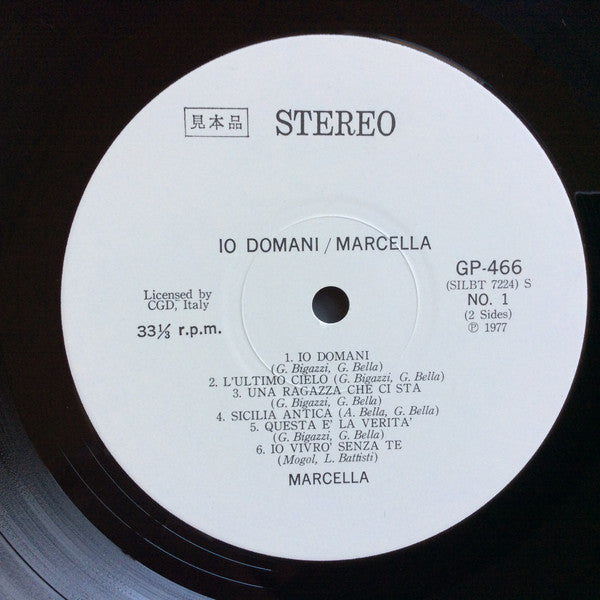 見本品 STEREO
IO DOMANI / MARCELLA
Licensed by
CGD, Italy
33⅓ r.p.m.
GP-466
(SILBT 7224) S
NO. 1
(2 Sides)
Ⓟ 1977
1. IO DOMANI
(G. Bigazzi, G. Bella)
2. L'ULTIMO CIELO (G. Bigazzi, G. Bella)
3. UNA RAGAZZA CHE CI STA
(G. Bigazzi, G. Bella)
4. SICILIA ANTICA (A. Bella, G. Bella)
5. QUESTA E' LA VERITA'
(G. Bigazzi, G. Bella)
6. IO VIVRO' SENZA TE
(Mogol, L. Battisti)
MARCELLA